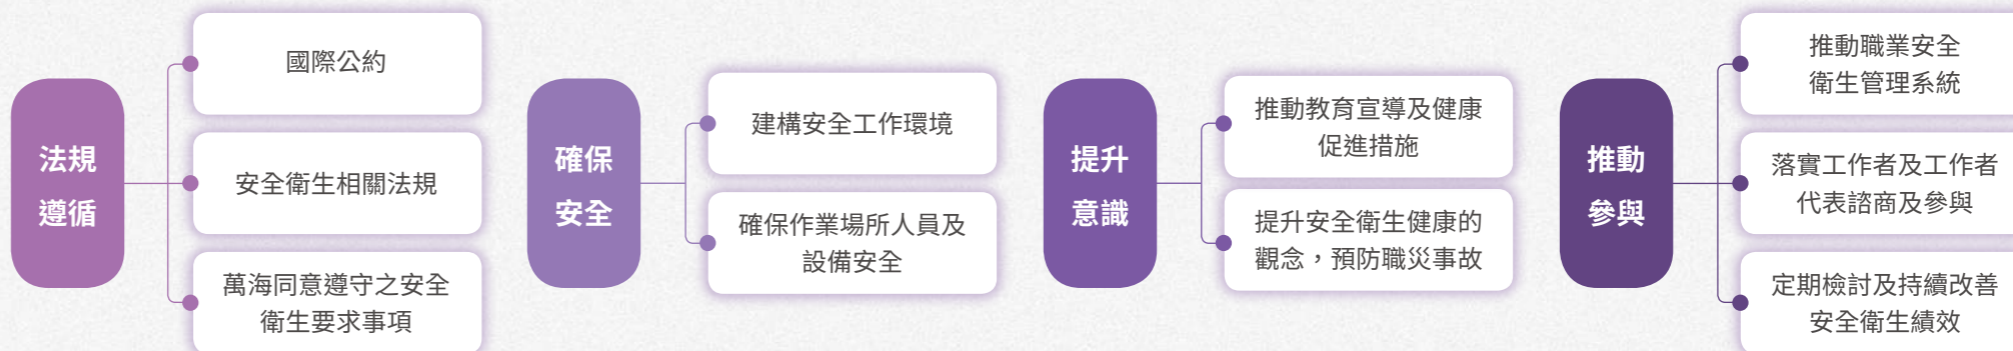 法規
遵循
國際公約
安全衛生相關法規
萬海同意遵守之安全
衛生要求事項
確保
安全
建構安全工作環境
確保作業場所人員及
設備安全
提升
意識
推動教育宣導及健康
促進措施
提升安全衛生健康的
觀念，預防職災事故
推動
參與
推動職業安全
衛生管理系統
落實工作者及工作者
代表諮商及參與
定期檢討及持續改善
安全衛生績效